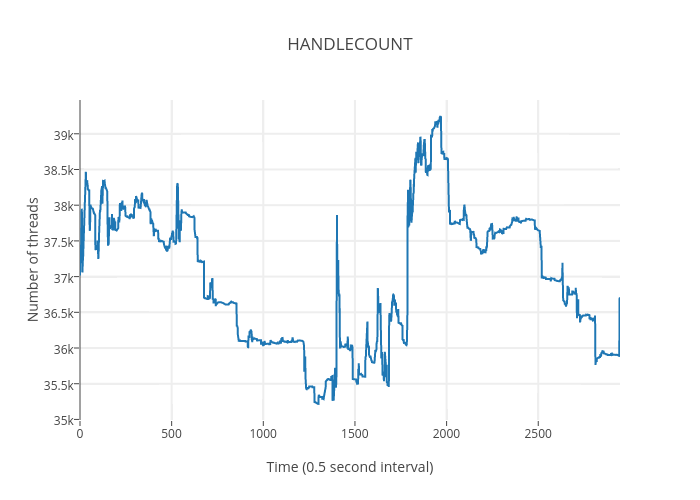 HANDLECOUNT
Number of threads
39k
38.5k
38k
37.5k
37k
36.5k
36k
35.5k
35k
0 500 1000 1500 2000 2500
Time (0.5 second interval)